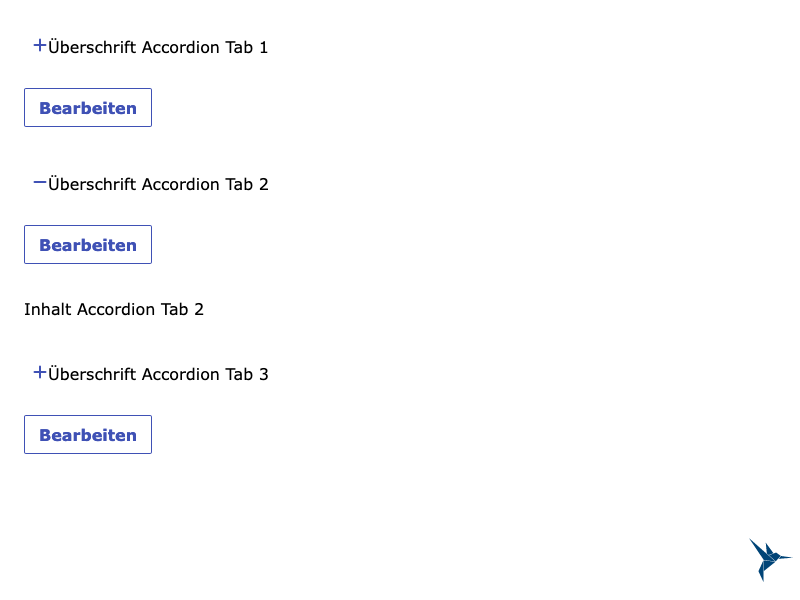 +Überschrift Accordion Tab 1
Bearbeiten
−Überschrift Accordion Tab 2
Bearbeiten
Inhalt Accordion Tab 2
+Überschrift Accordion Tab 3
Bearbeiten